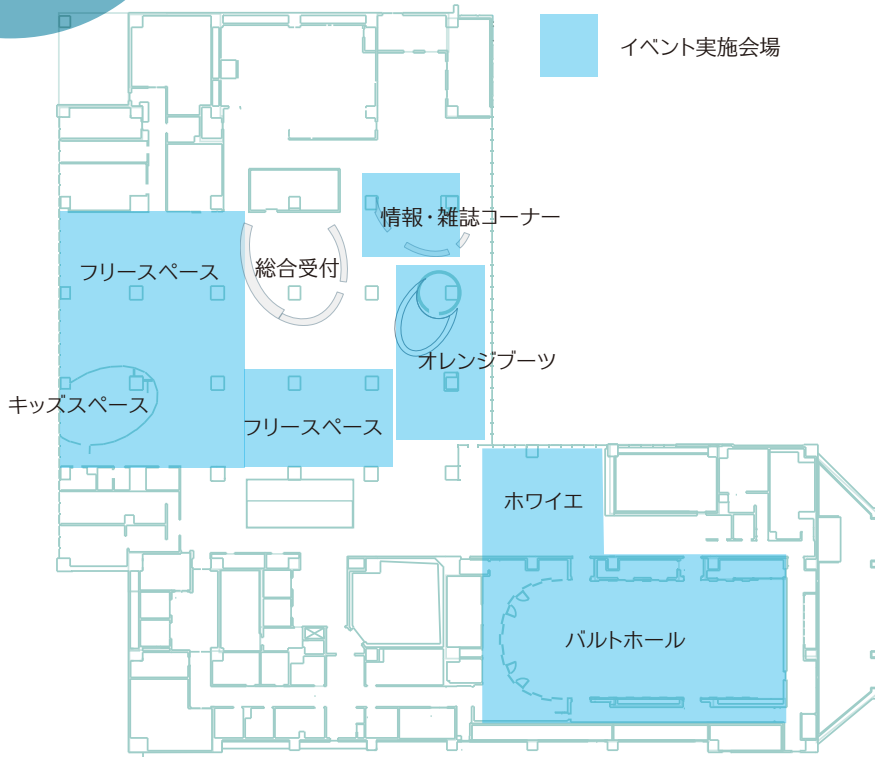 イベント実施会場
情報・雑誌コーナー
フリースペース
総合受付
オレンジブーツ
キッズスペース
フリースペース
ホワイエ
バルトホール